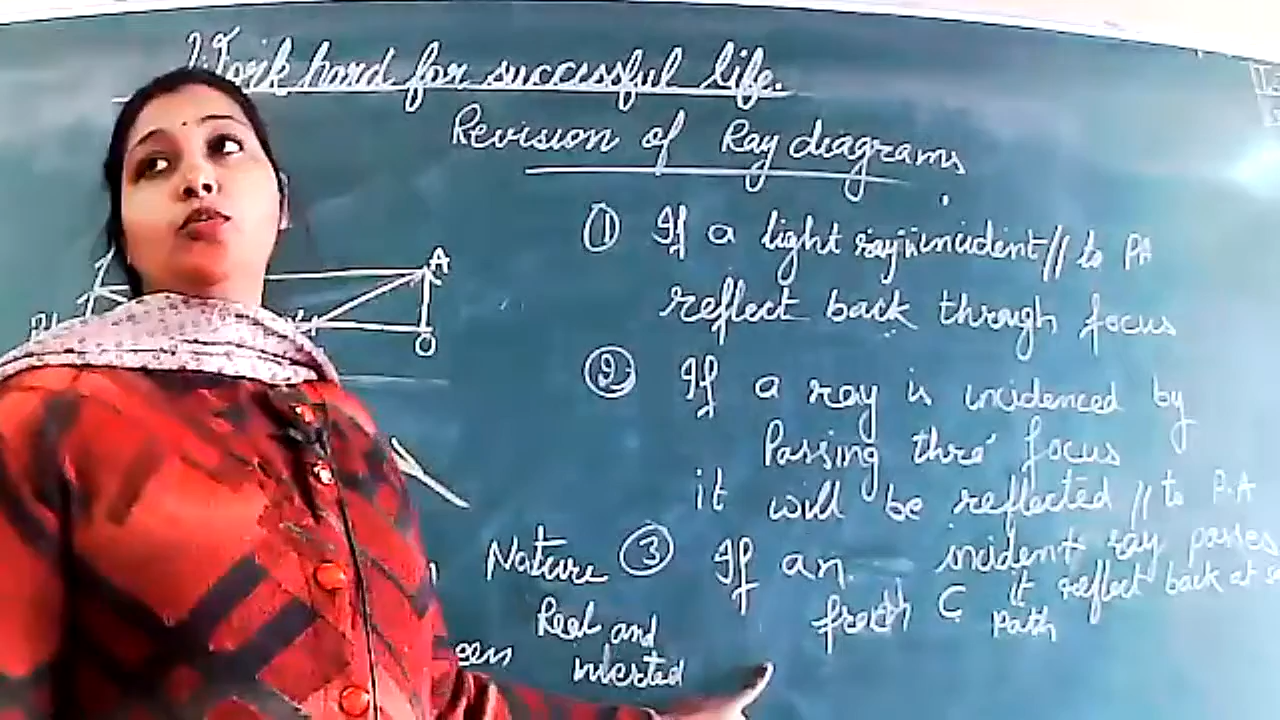 Work hard for successful life.
Revision of Ray diagrams
① If a light ray is incident // to PA
reflect back through focus
② If a ray is incidenced by
Passing thro' focus
it will be reflected // to P.A
③ If an incident ray passes
from C it reflect back at
Path
A
O
Nature
Real and
inverted